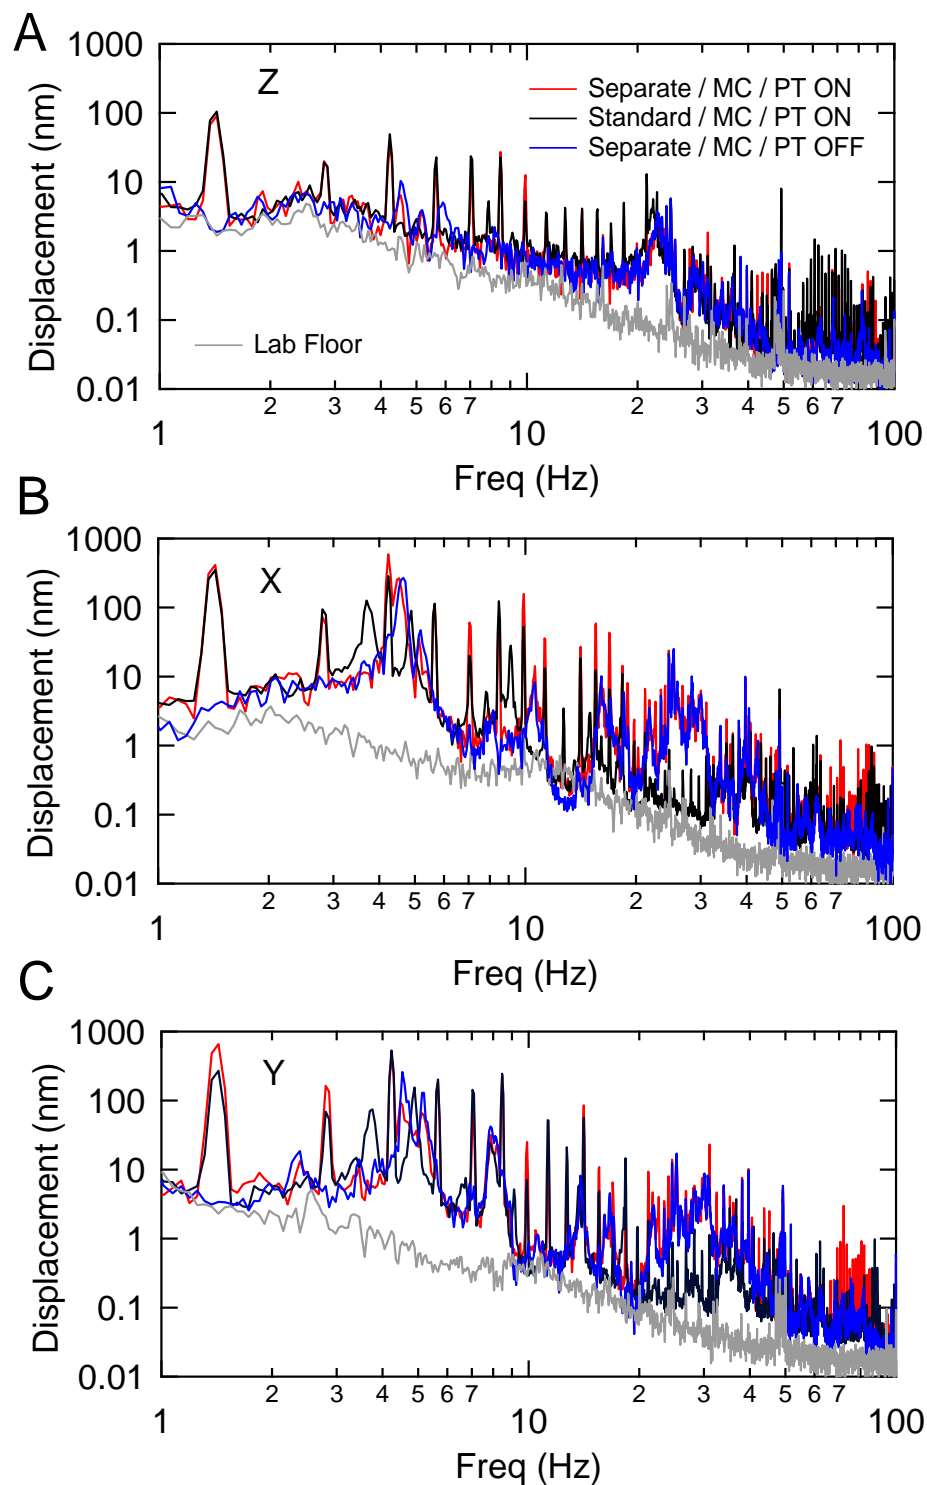 A
1000
Z
Separate / MC / PT ON
100
Standard / MC / PT ON
Separate / MC / PT OFF
10
Displacement (nm)
1
0.1
Lab Floor
0.01
2 3 4 5 6 7 2 3 4 5 6 7
1 10 100
Freq (Hz)
B
1000
X
100
10
Displacement (nm)
1
0.1
0.01
2 3 4 5 6 7 2 3 4 5 6 7
1 10 100
Freq (Hz)
C
1000
Y
100
10
Displacement (nm)
1
0.1
0.01
2 3 4 5 6 7 2 3 4 5 6 7
1 10 100
Freq (Hz)